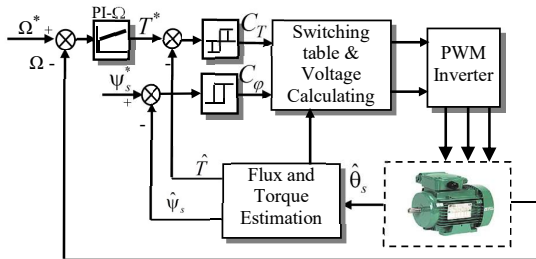 PI-Ω
Ω* +
T*
C_T
Ω -
-
ψ_s*
+
C_φ
-
Switching
table &
Voltage
Calculating
PWM
Inverter
T̂
ψ̂_s
Flux and
Torque
Estimation
θ̂_s